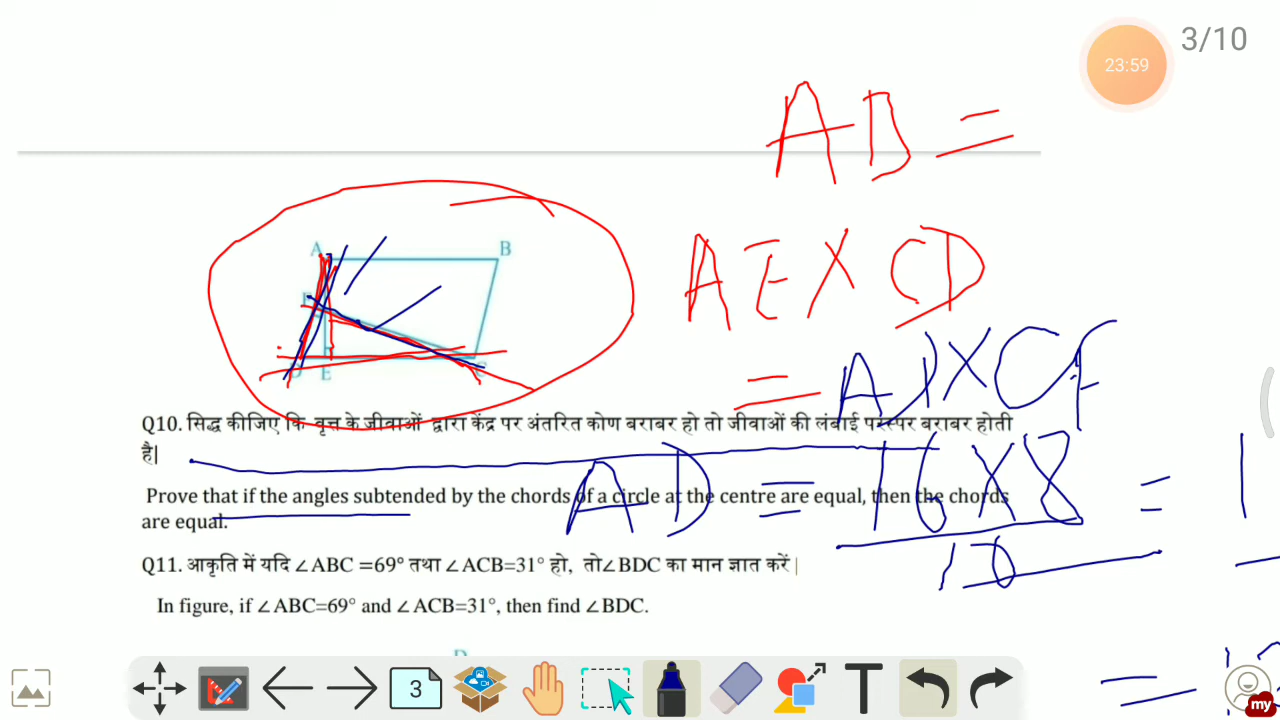 3/10
23:59
AB =
A B
F
D E C
AE X CD
= AD X CF
Q10. सिद्ध कीजिए कि वृत्त के जीवाओं द्वारा केंद्र पर अंतरित कोण बराबर हो तो जीवाओं की लंबाई परस्पर बराबर होती
है|
AD = 16 X 8 =
10
Prove that if the angles subtended by the chords of a circle at the centre are equal, then the chords
are equal.
Q11. आकृति में यदि ∠ABC =69° तथा ∠ACB=31° हो, तो∠BDC का मान ज्ञात करें |
In figure, if ∠ABC=69° and ∠ACB=31°, then find ∠BDC.
=
3
T
my